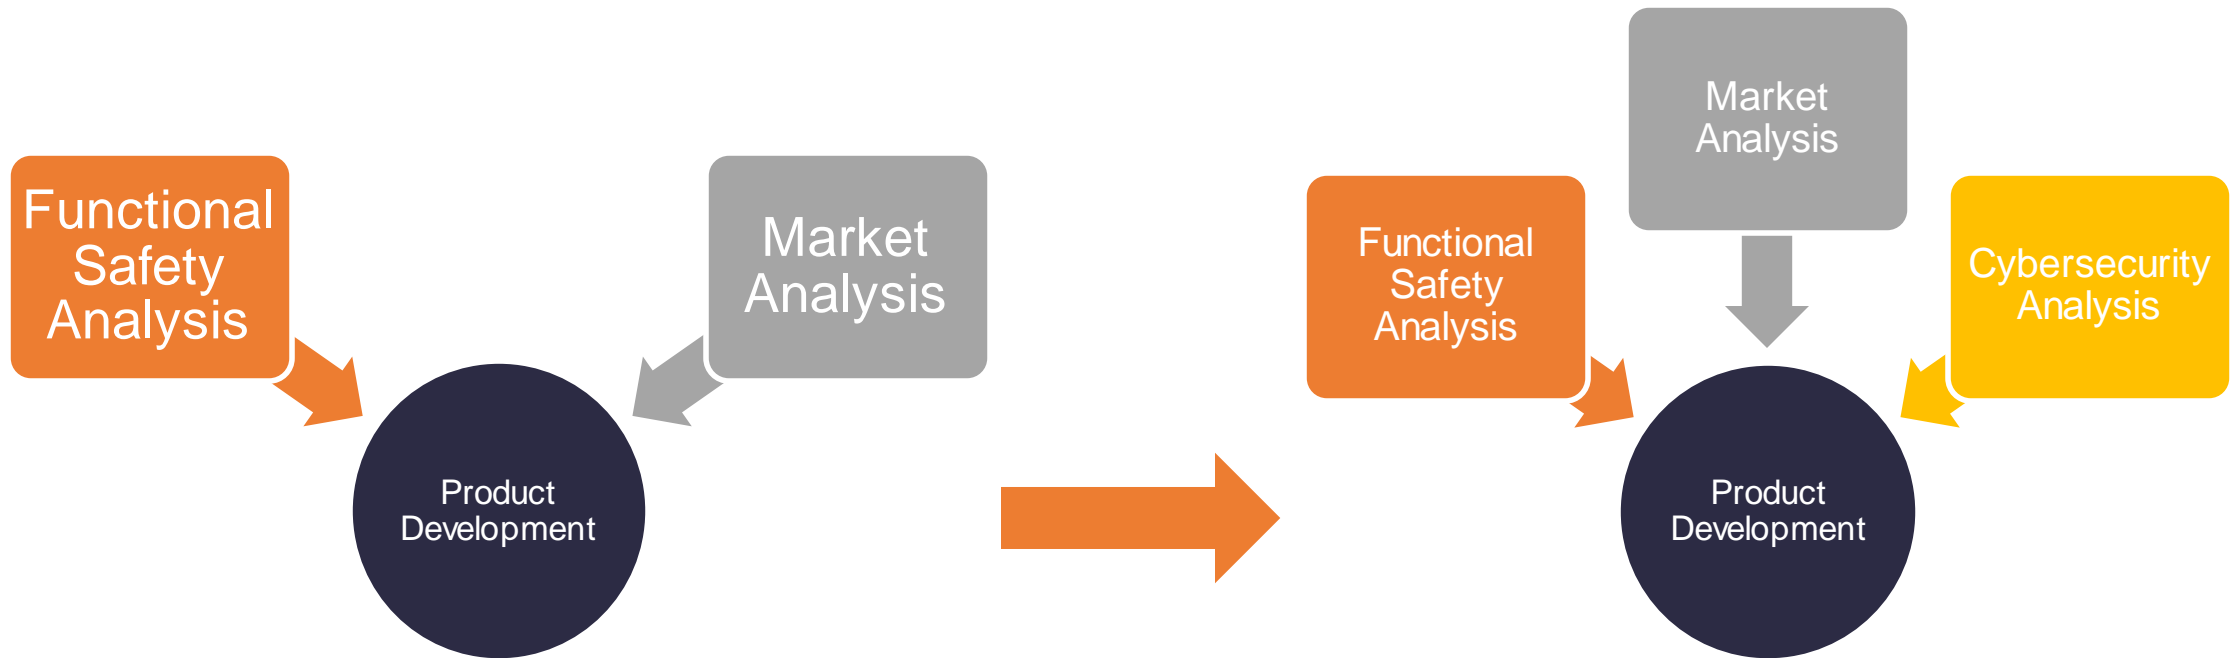 Functional
Safety
Analysis
Market
Analysis
Product
Development
Market
Analysis
Functional
Safety
Analysis
Cybersecurity
Analysis
Product
Development